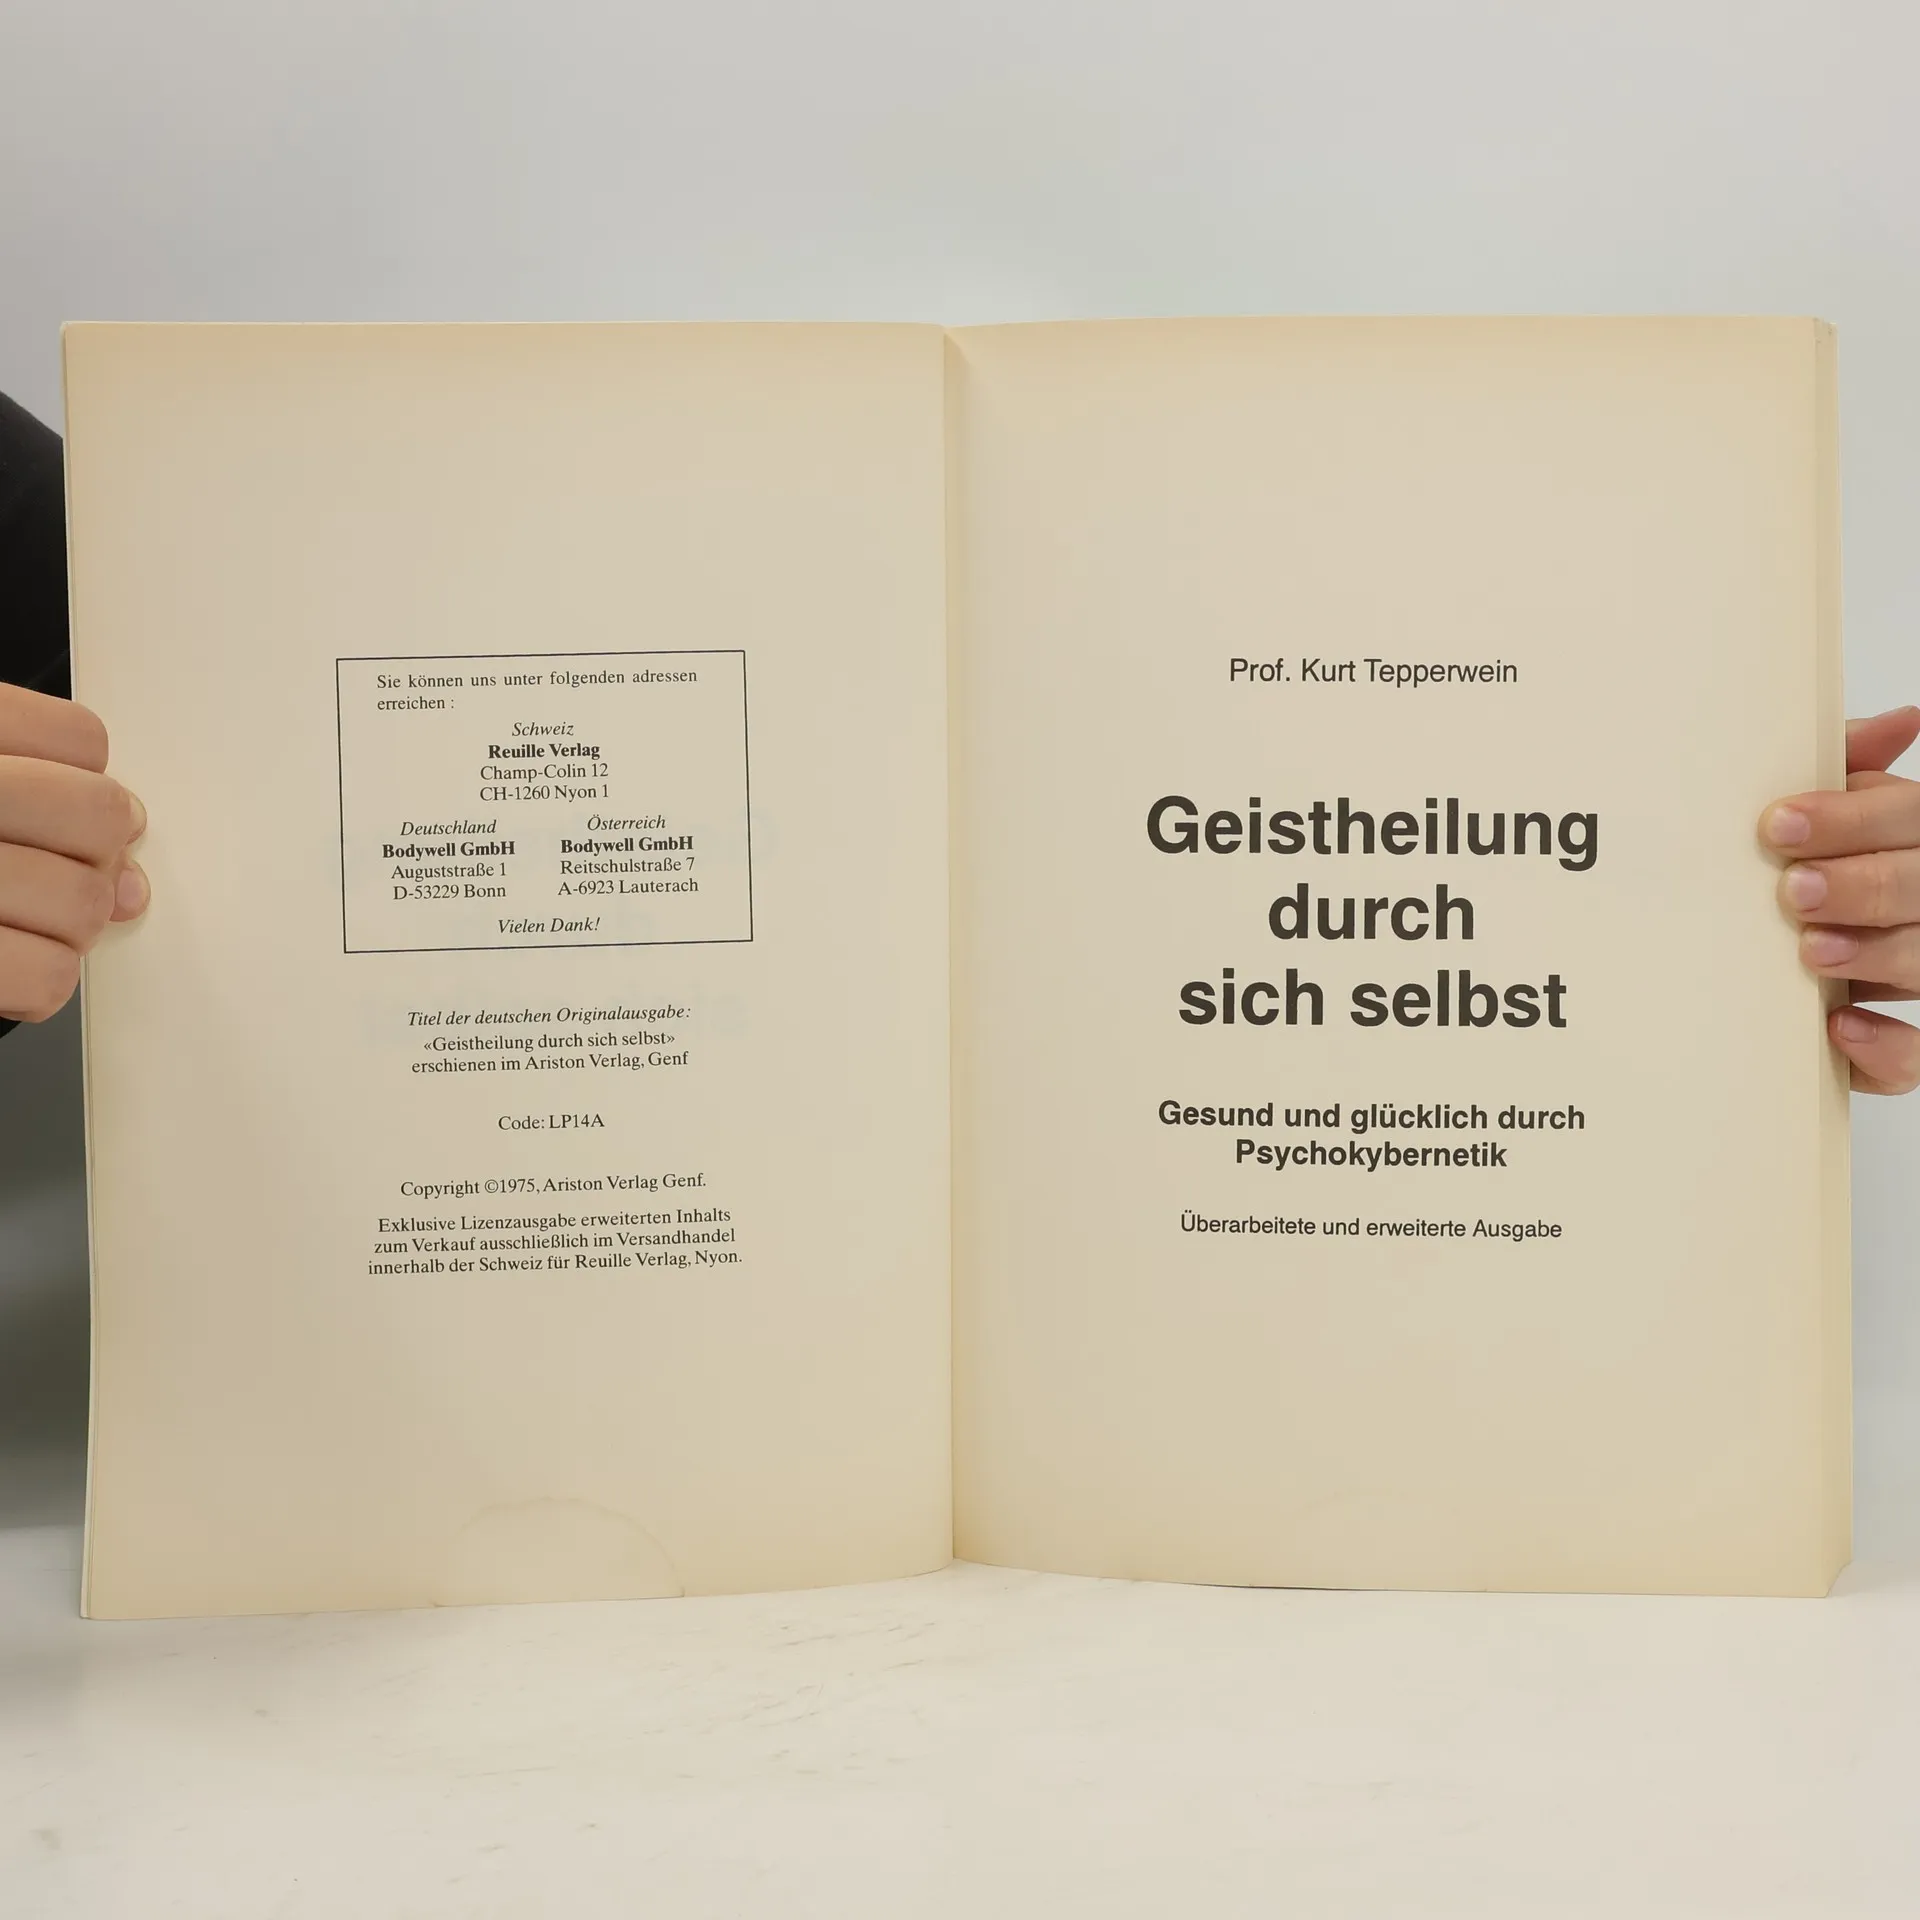 Sie können uns unter folgenden adressen
erreichen :
Schweiz
Reuille Verlag
Champ-Colin 12
CH-1260 Nyon 1
Deutschland
Bodywell GmbH
Auguststraße 1
D-53229 Bonn
Österreich
Bodywell GmbH
Reitschulstraße 7
A-6923 Lauterach
Vielen Dank!
Titel der deutschen Originalausgabe:
«Geistheilung durch sich selbst»
erschienen im Ariston Verlag, Genf
Code: LP14A
Copyright ©1975, Ariston Verlag Genf.
Exklusive Lizenzausgabe erweiterten Inhalts
zum Verkauf ausschließlich im Versandhandel
innerhalb der Schweiz für Reuille Verlag, Nyon.
Prof. Kurt Tepperwein
Geistheilung
durch
sich selbst
Gesund und glücklich durch
Psychokybernetik
Überarbeitete und erweiterte Ausgabe